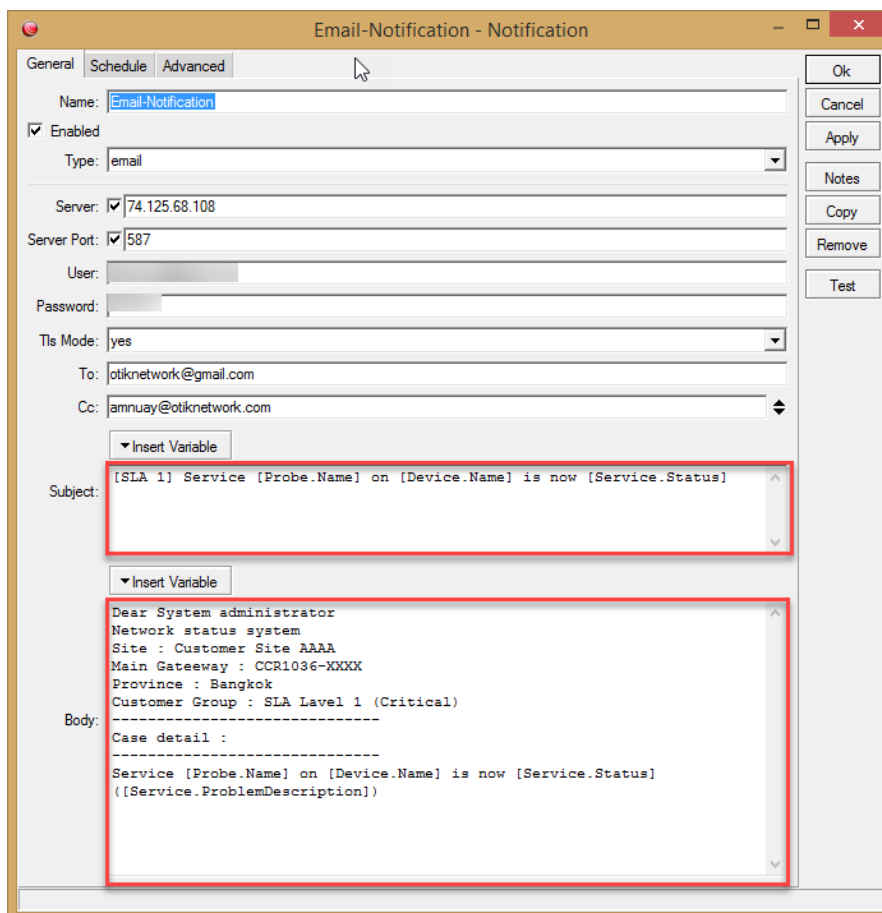 Email-Notification - Notification
General Schedule Advanced
Name: Email-Notification
Enabled
Type: email
Server: 74.125.68.108
Server Port: 587
User:
Password:
Tls Mode: yes
To: otiknetwork@gmail.com
Cc: amnuay@otiknetwork.com
Insert Variable
Subject: [SLA 1] Service [Probe.Name] on [Device.Name] is now [Service.Status]
Insert Variable
Body:
Dear System administrator
Network status system
Site : Customer Site AAAA
Main Gateeway : CCR1036-XXXX
Province : Bangkok
Customer Group : SLA Lavel 1 (Critical)
------------------------------
Case detail :
------------------------------
Service [Probe.Name] on [Device.Name] is now [Service.Status]
([Service.ProblemDescription])
Ok
Cancel
Apply
Notes
Copy
Remove
Test